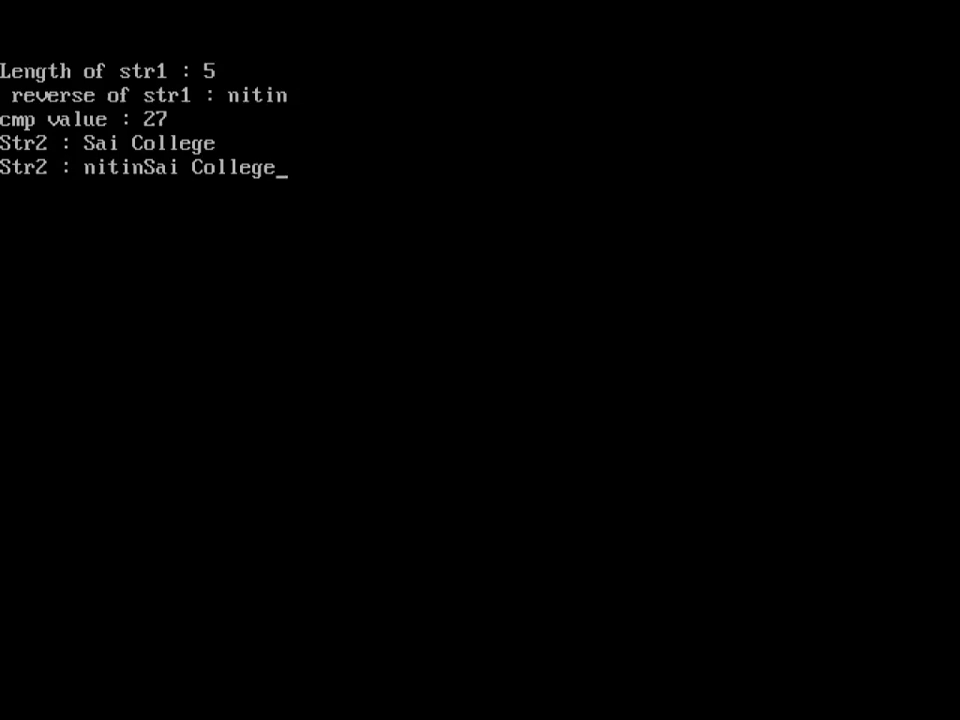 Length of str1 : 5
 reverse of str1 : nitin
cmp value : 27
Str2 : Sai College
Str2 : nitinSai College_